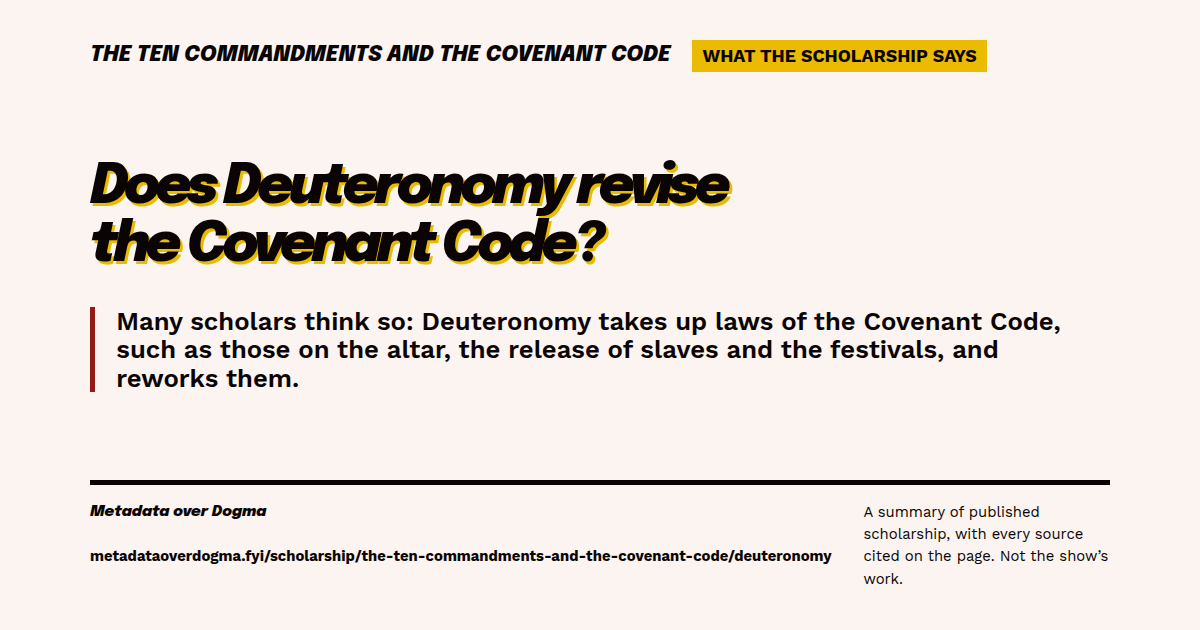 THE TEN COMMANDMENTS AND THE COVENANT CODE
WHAT THE SCHOLARSHIP SAYS
Does Deuteronomy revise
the Covenant Code?
Many scholars think so: Deuteronomy takes up laws of the Covenant Code,
such as those on the altar, the release of slaves and the festivals, and
reworks them.
Metadata over Dogma
metadataoverdogma.fyi/scholarship/the-ten-commandments-and-the-covenant-code/deuteronomy
A summary of published
scholarship, with every source
cited on the page. Not the show’s
work.